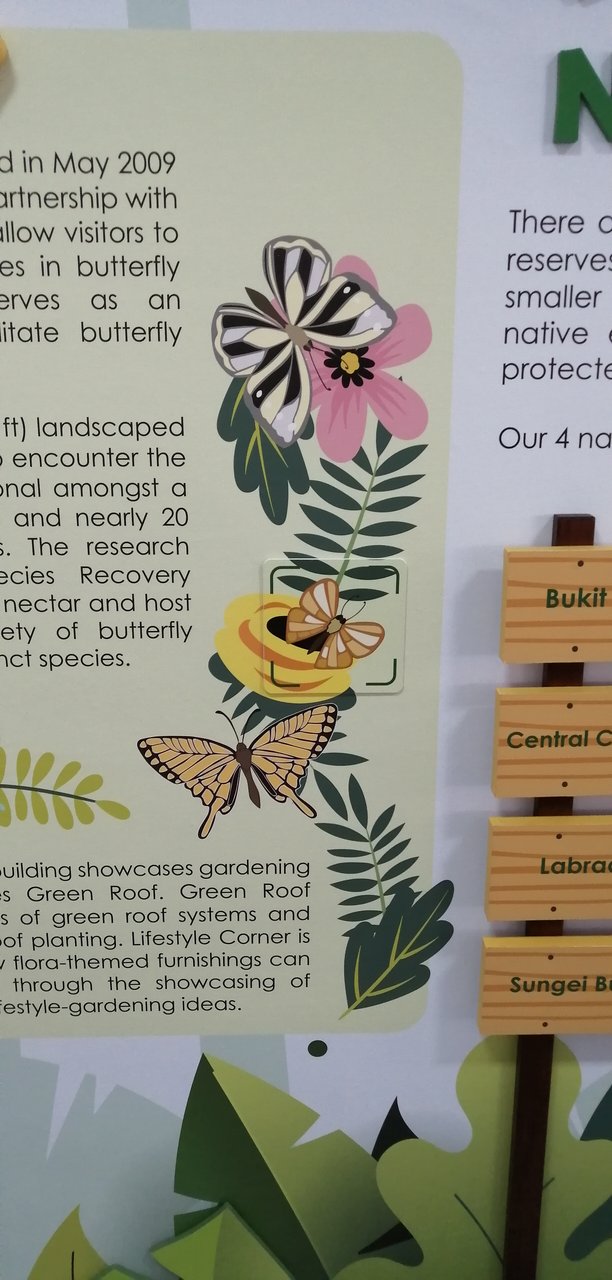 d in May 2009
artnership with
allow visitors to
es in butterfly
erves as an
litate butterfly
ft) landscaped
o encounter the
onal amongst a
and nearly 20
s. The research
ecies Recovery
nectar and host
ety of butterfly
nct species.
building showcases gardening
es Green Roof. Green Roof
s of green roof systems and
oof planting. Lifestyle Corner is
w flora-themed furnishings can
through the showcasing of
festyle-gardening ideas.
N
There
reserves
smaller
native
protecte
Our 4 na
Bukit
Central C
Labrad
Sungei Bu